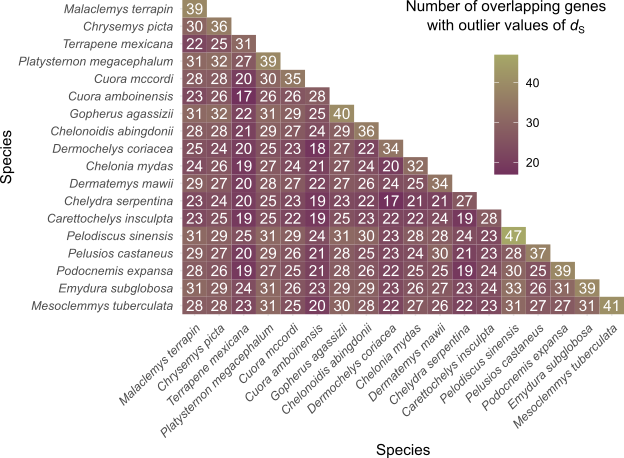 Number of overlapping genes
with outlier values of dS
40
30
20
Species
Malaclemys terrapin 39
Chrysemys picta 30 36
Terrapene mexicana 22 25 31
Platysternon megacephalum 31 32 27 39
Cuora mccordi 28 28 20 30 35
Cuora amboinensis 23 26 17 26 26 28
Gopherus agassizii 31 32 22 31 29 25 40
Chelonoidis abingdonii 28 28 21 29 27 24 29 36
Dermochelys coriacea 25 24 20 25 23 18 27 22 34
Chelonia mydas 24 26 19 27 24 21 27 24 20 32
Dermatemys mawii 29 27 20 28 27 22 27 26 24 25 34
Chelydra serpentina 23 24 20 25 23 19 23 22 17 21 21 27
Carettochelys insculpta 23 25 19 25 22 19 25 23 22 22 24 19 28
Pelodiscus sinensis 31 29 25 31 29 24 31 30 23 28 28 24 23 47
Pelusios castaneus 29 27 20 29 26 21 28 25 23 24 30 21 23 28 37
Podocnemis expansa 28 26 19 27 25 21 28 26 22 25 25 19 24 30 25 39
Emydura subglobosa 31 29 24 31 26 23 29 29 23 26 27 23 24 33 26 31 39
Mesoclemmys tuberculata 28 28 23 31 25 20 30 28 22 27 26 22 23 31 27 27 31 41
Malaclemys terrapin
Chrysemys picta
Terrapene mexicana
Platysternon megacephalum
Cuora mccordi
Cuora amboinensis
Gopherus agassizii
Chelonoidis abingdonii
Dermochelys coriacea
Chelonia mydas
Dermatemys mawii
Chelydra serpentina
Carettochelys insculpta
Pelodiscus sinensis
Pelusios castaneus
Podocnemis expansa
Emydura subglobosa
Mesoclemmys tuberculata
Species